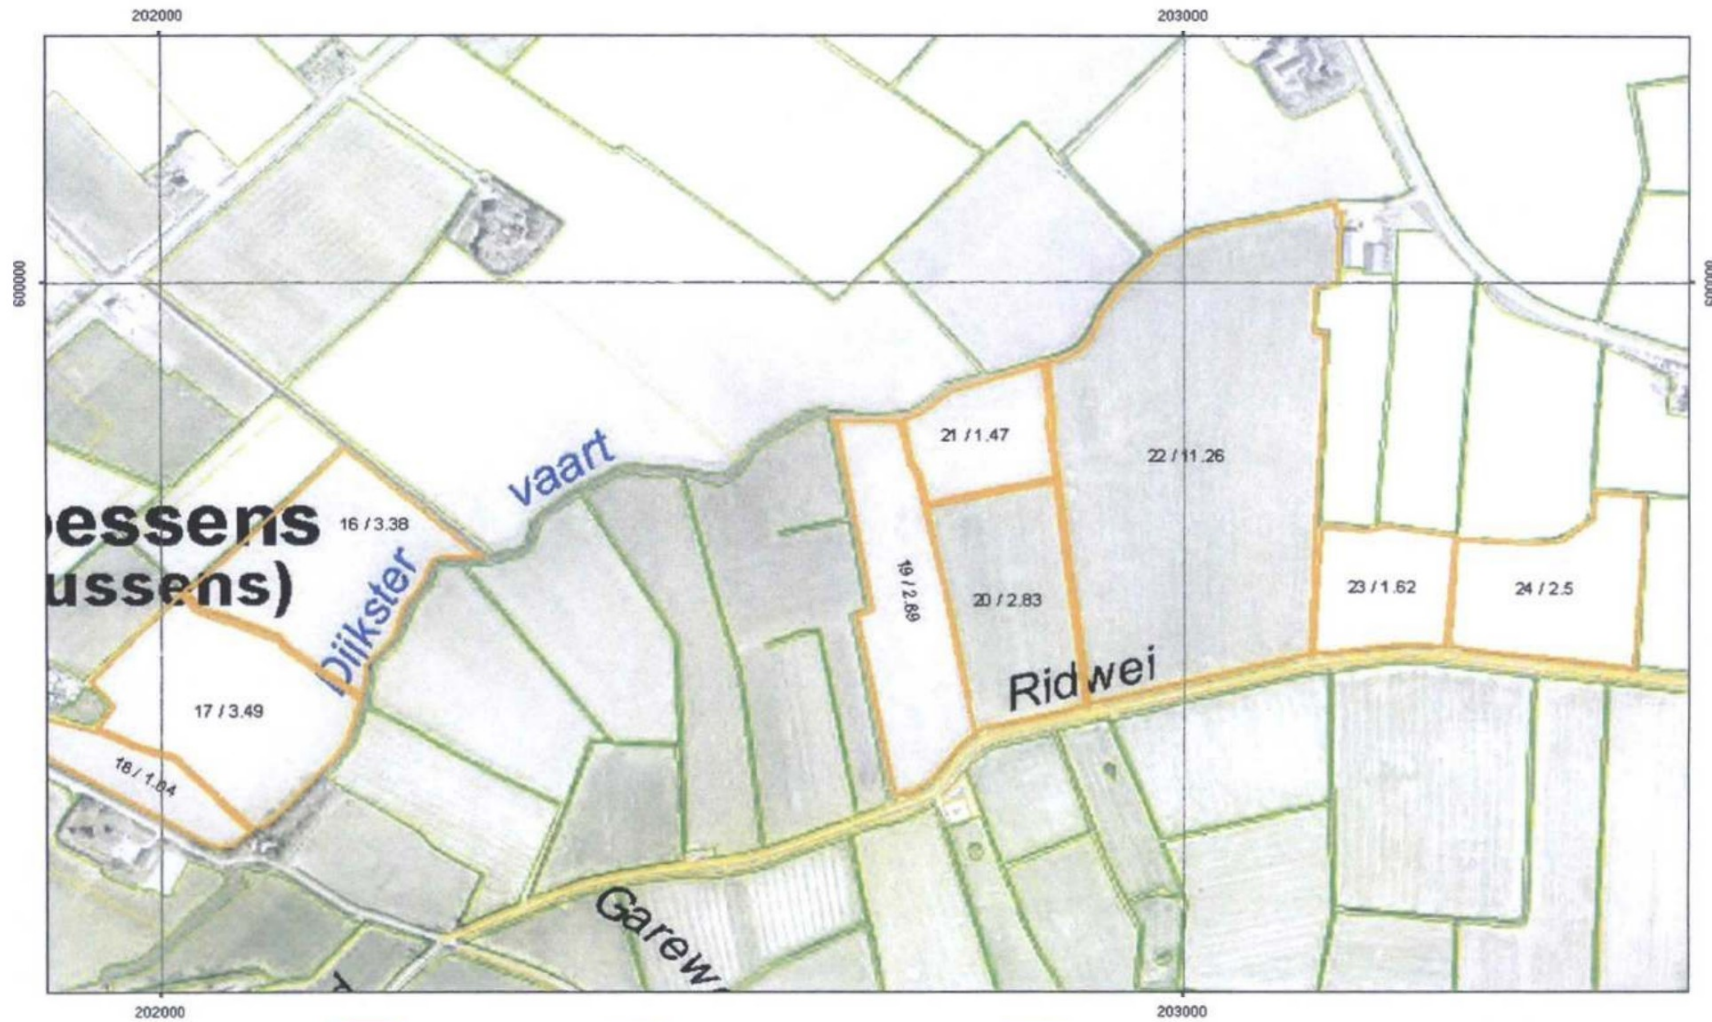 202000 203000
600000 600000
21 / 1.47
22 / 11.26
vaart
essens
16 / 3.38
ussens)
Dijkster
19 / 2.89
20 / 2.83
23 / 1.62
24 / 2.5
Ridwei
17 / 3.49
18 / 1.84
Garew
202000 203000